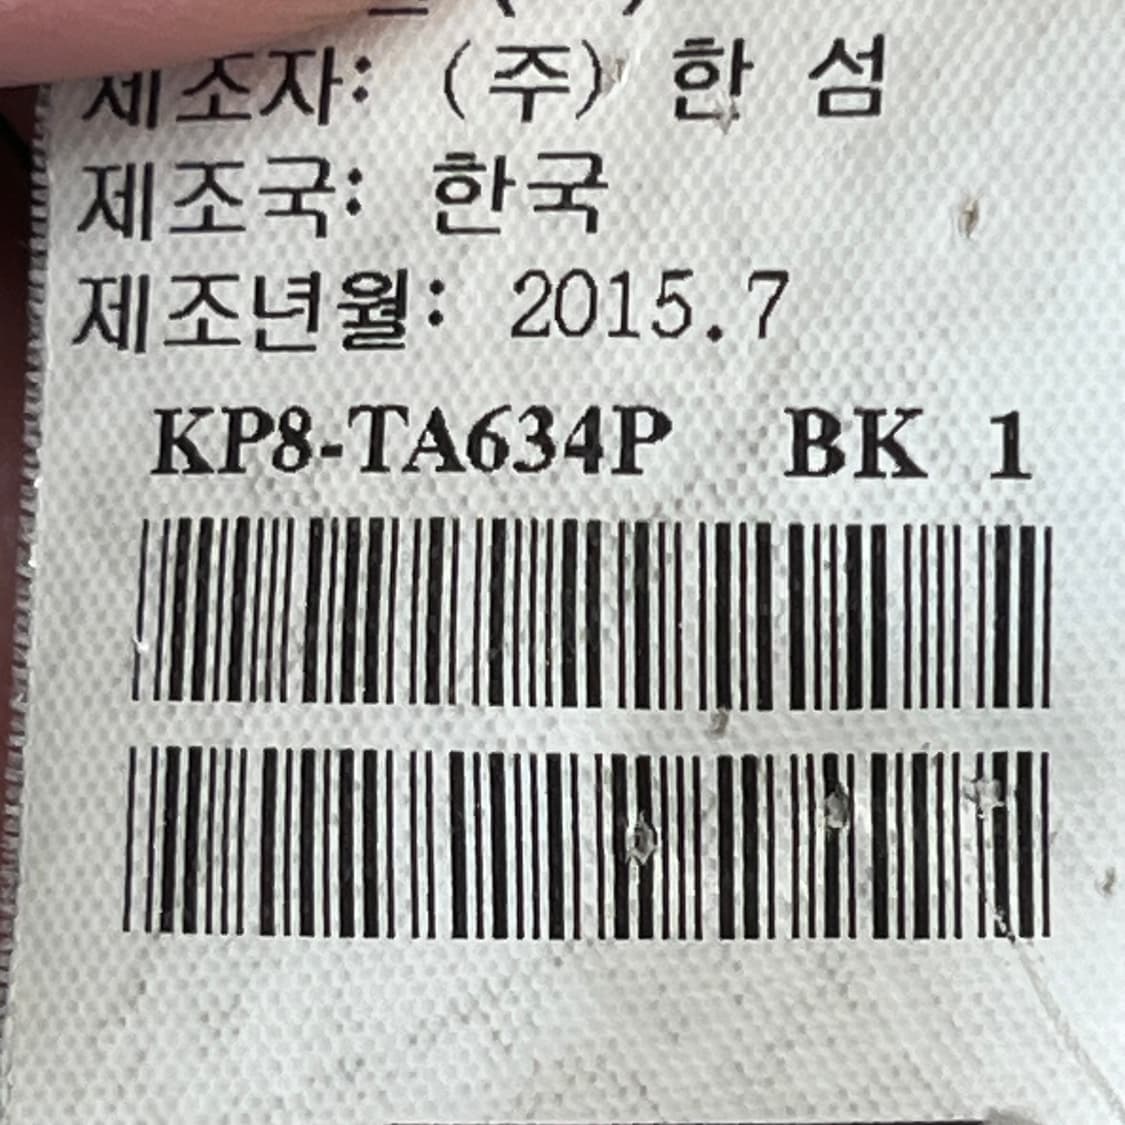 제조자: (주) 한 섬
제조국: 한국
제조년월: 2015.7
KP8-TA634P BK 1